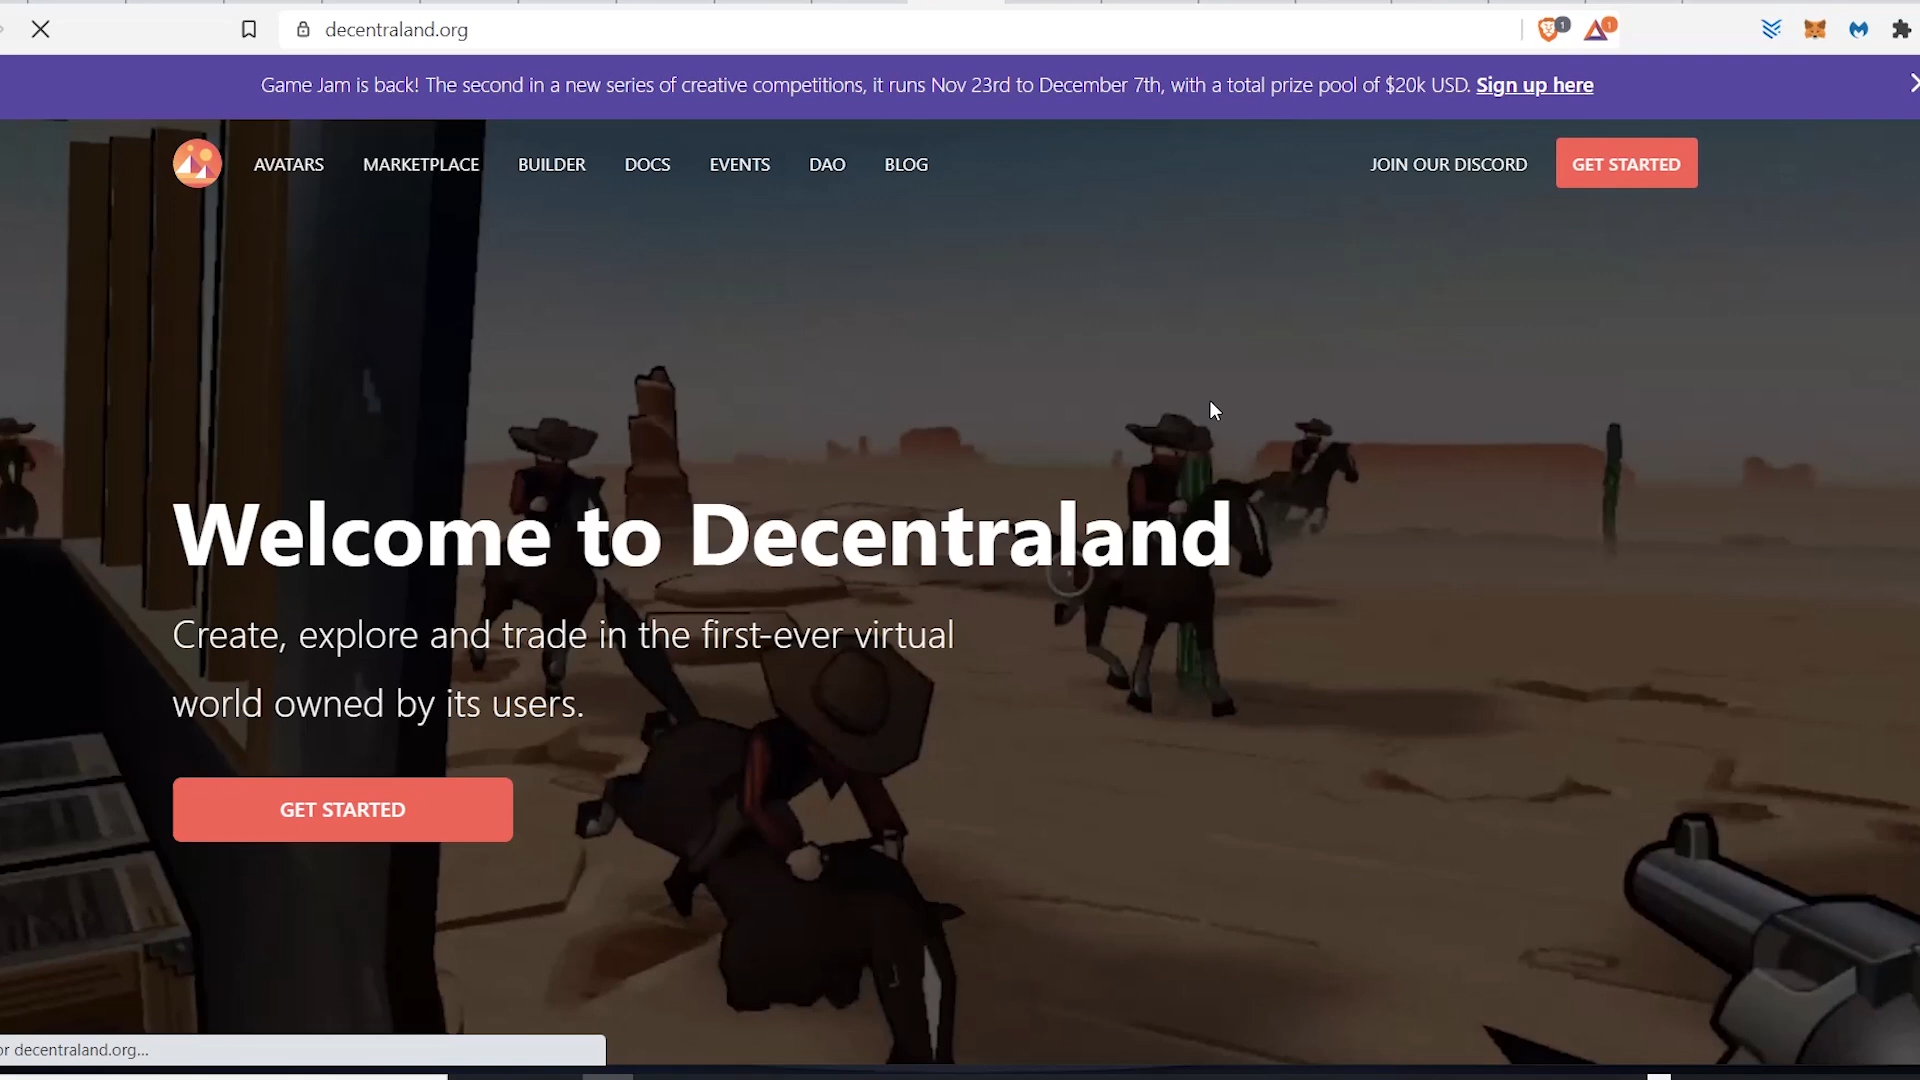 decentraland.org
1
1
Game Jam is back! The second in a new series of creative competitions, it runs Nov 23rd to December 7th, with a total prize pool of $20k USD. Sign up here
AVATARS MARKETPLACE BUILDER DOCS EVENTS DAO BLOG JOIN OUR DISCORD GET STARTED
Welcome to Decentraland
Create, explore and trade in the first-ever virtual
world owned by its users.
GET STARTED
or decentraland.org...